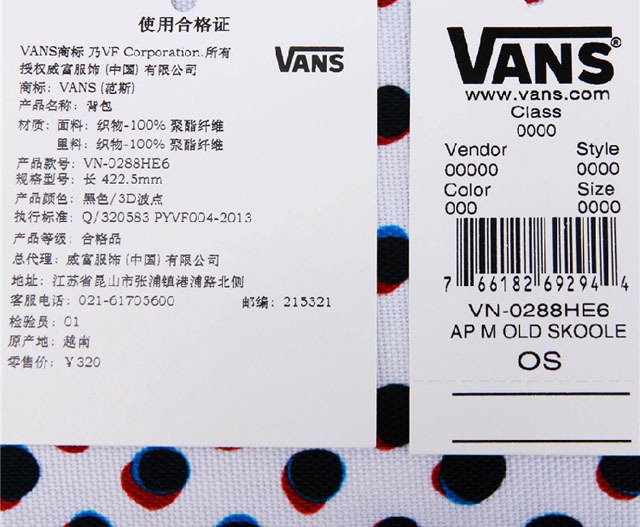 使用合格证
VANS商标 乃VF Corporation.所有
授权威富服饰 (中国) 有限公司
VANS
商标: VANS (范斯)
产品名称: 背包
材质: 面料: 织物-100% 聚酯纤维
里料: 织物-100% 聚酯纤维
产品款号: VN-0288HE6
规格型号: 长 422.5mm
产品颜色: 黑色/3D波点
执行标准: Q/320583 PYVF004-2013
产品等级: 合格品
总代理: 威富服饰 (中国) 有限公司
地址: 江苏省昆山市张浦镇港浦路北侧
客服电话: 021-61705600 邮编: 215321
检验员: 01
原产地: 越南
零售价: ￥320
VANS®
www.vans.com
Class
0000
Vendor Style
00000 0000
Color Size
000 0000
7 66182 69294 4
VN-0288HE6
AP M OLD SKOOLE
OS